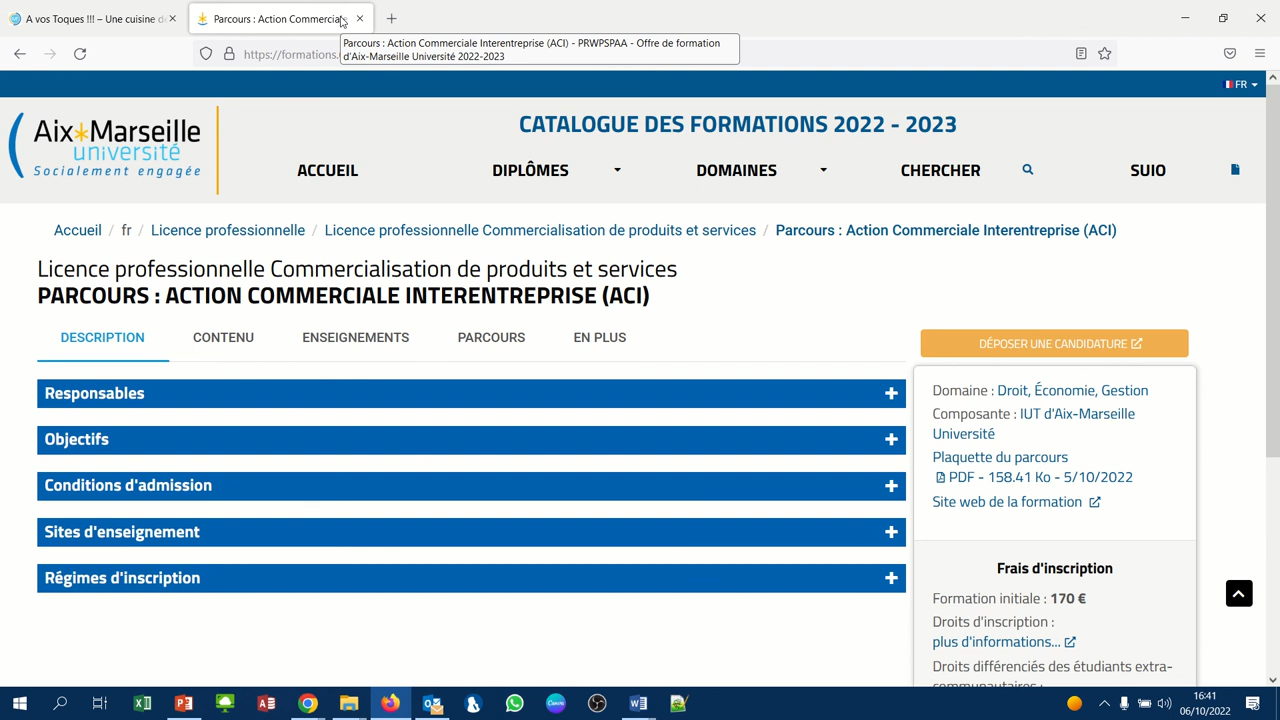 A vos Toques !!! – Une cuisine d
Parcours : Action Commercial
Parcours : Action Commerciale Interentreprise (ACI) - PRWPSPAA - Offre de formation
d'Aix-Marseille Université 2022-2023
https://formations.
FR
Aix Marseille
université
Socialement engagée
CATALOGUE DES FORMATIONS 2022 - 2023
ACCUEIL
DIPLÔMES
DOMAINES
CHERCHER
SUIO
Accueil / fr / Licence professionnelle / Licence professionnelle Commercialisation de produits et services / Parcours : Action Commerciale Interentreprise (ACI)
Licence professionnelle Commercialisation de produits et services
PARCOURS : ACTION COMMERCIALE INTERENTREPRISE (ACI)
DESCRIPTION
CONTENU
ENSEIGNEMENTS
PARCOURS
EN PLUS
Responsables
Objectifs
Conditions d'admission
Sites d'enseignement
Régimes d'inscription
DÉPOSER UNE CANDIDATURE
Domaine : Droit, Économie, Gestion
Composante : IUT d'Aix-Marseille
Université
Plaquette du parcours
PDF - 158.41 Ko - 5/10/2022
Site web de la formation
Frais d'inscription
Formation initiale : 170 €
Droits d'inscription :
plus d'informations...
Droits différenciés des étudiants extra-
communautaires :
16:41
06/10/2022